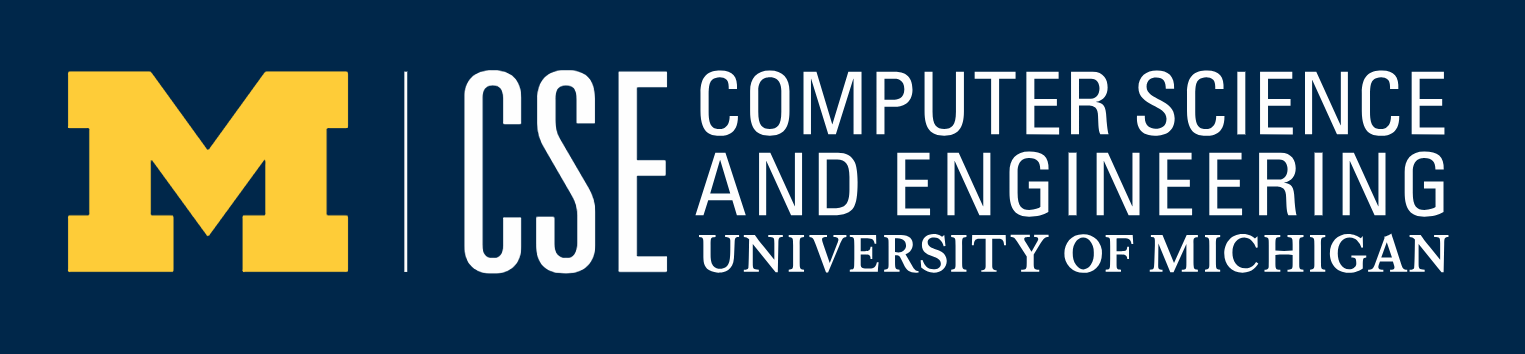 M
CSE
COMPUTER SCIENCE
AND ENGINEERING
UNIVERSITY OF MICHIGAN